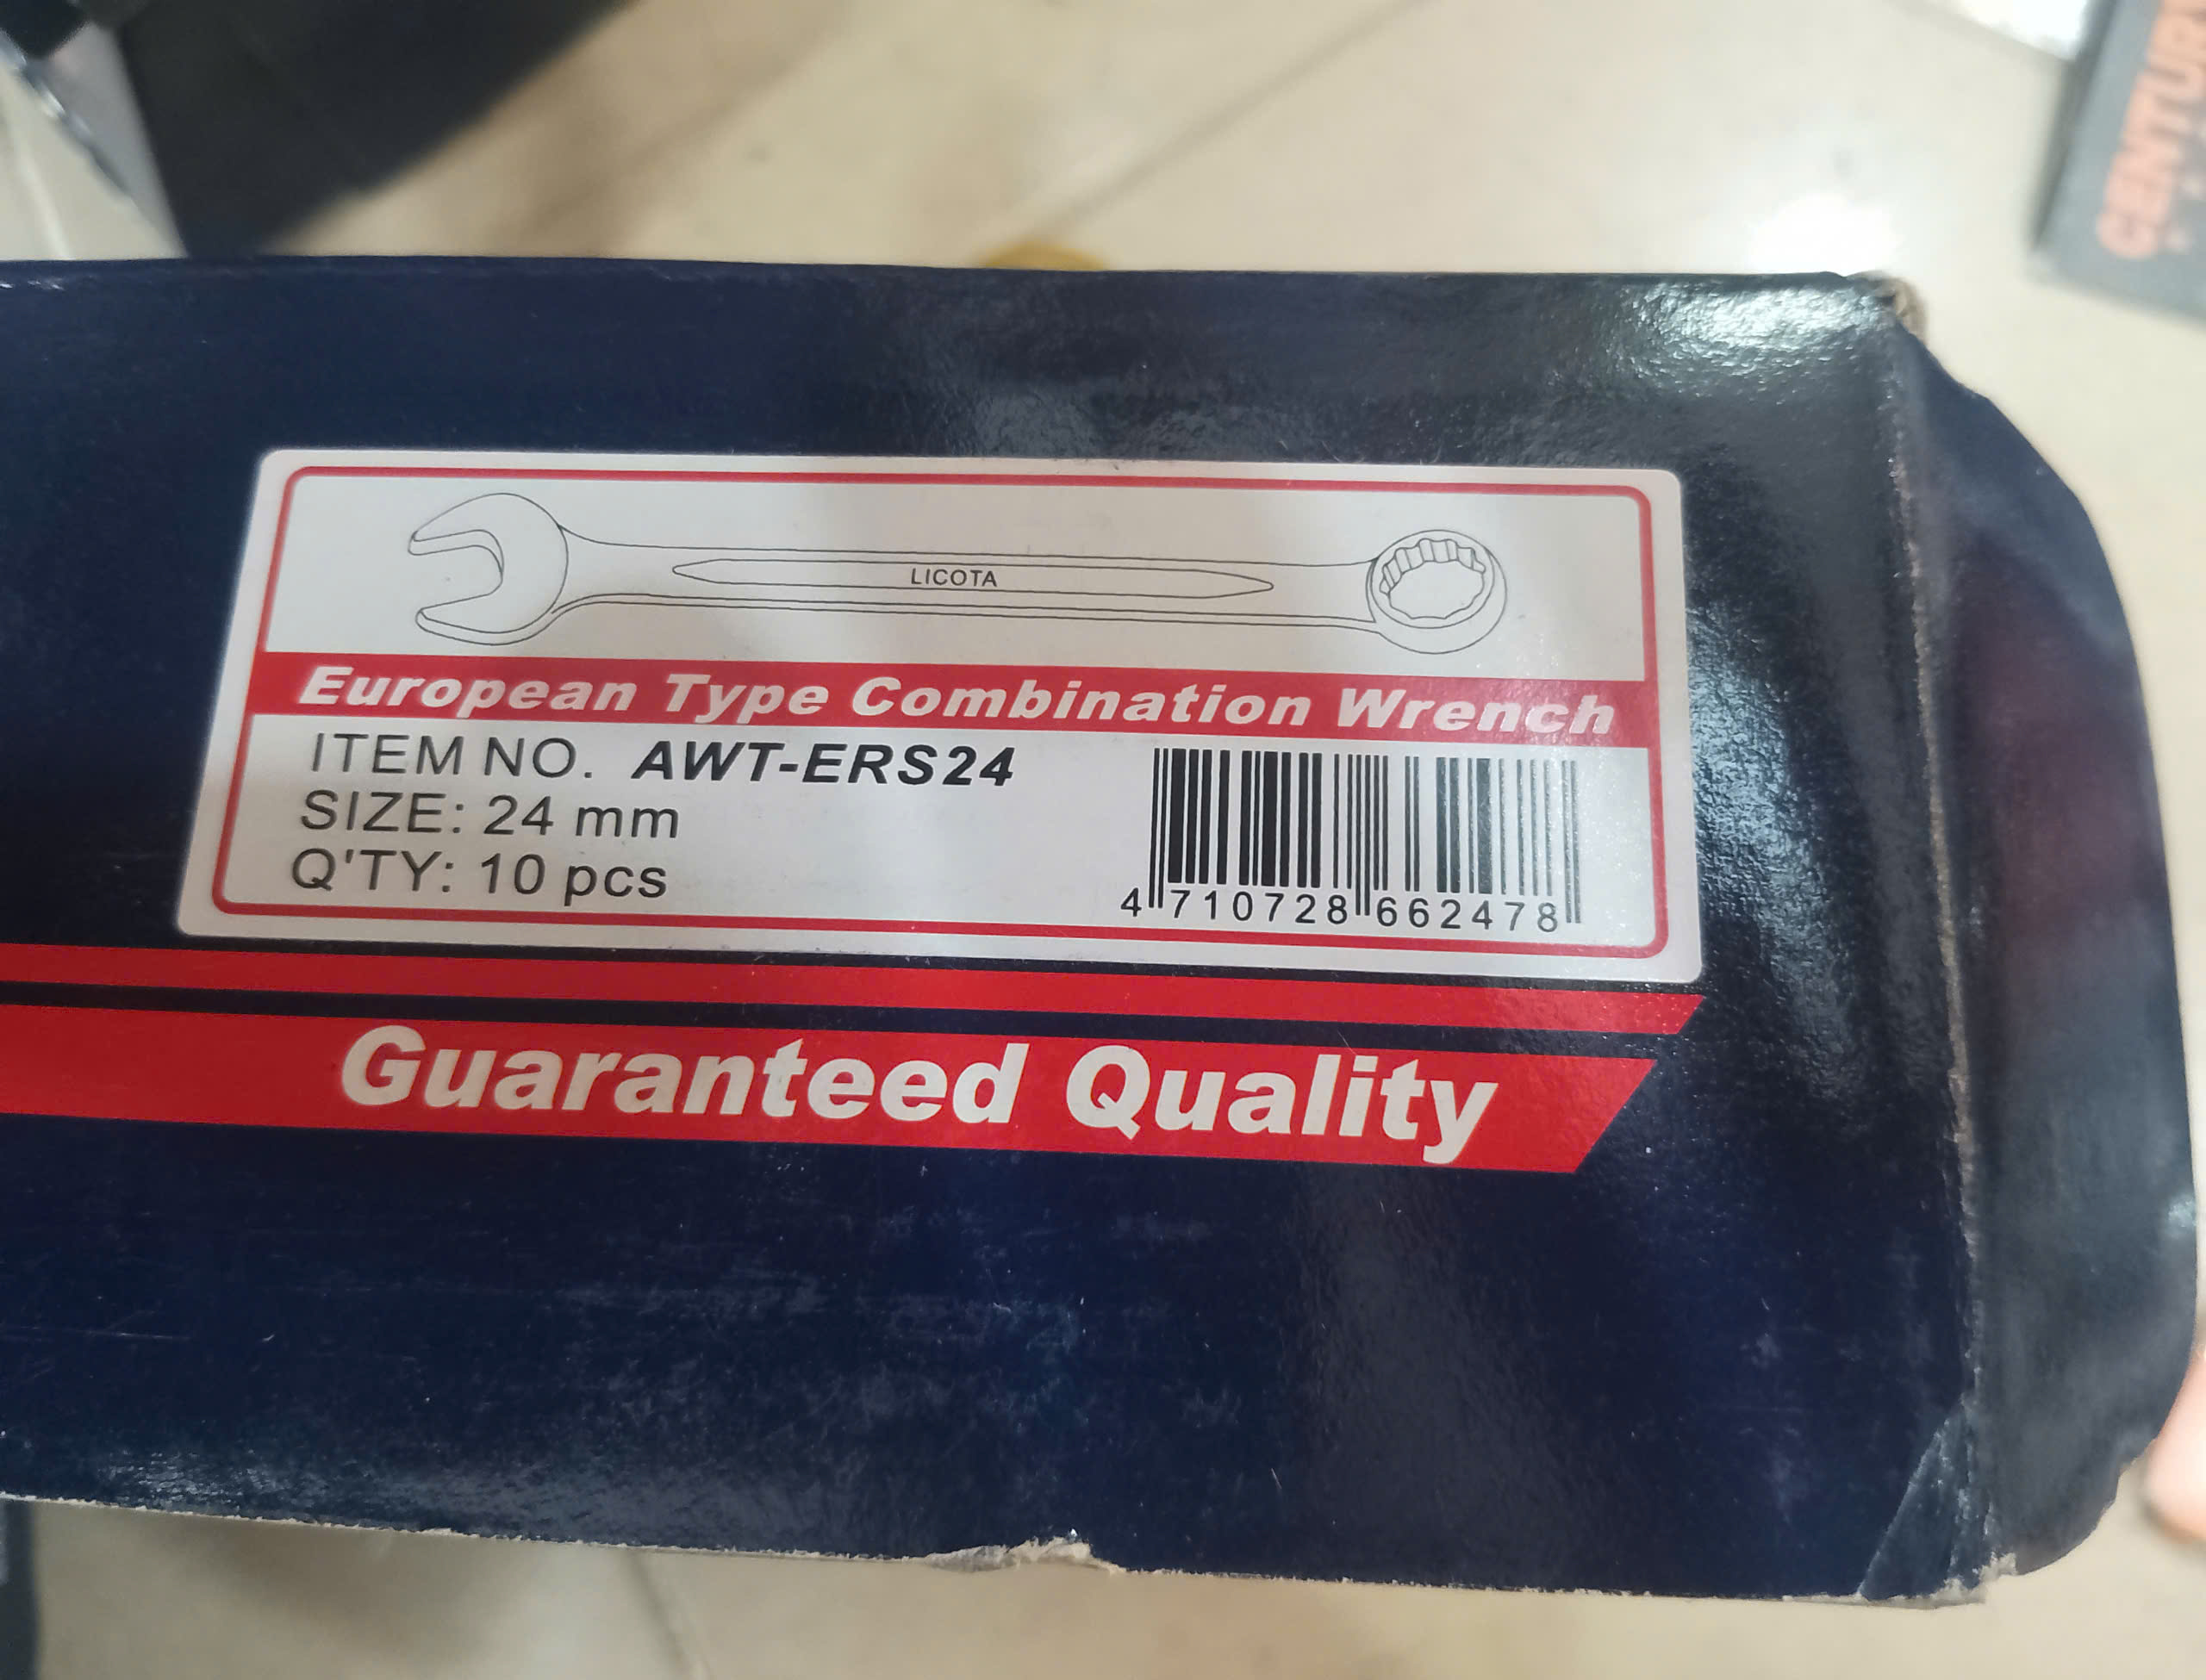 CENTURY
LICOTA
European Type Combination Wrench
ITEM NO. AWT-ERS24
SIZE: 24 mm
Q'TY: 10 pcs
4 710728 662478
Guaranteed Quality